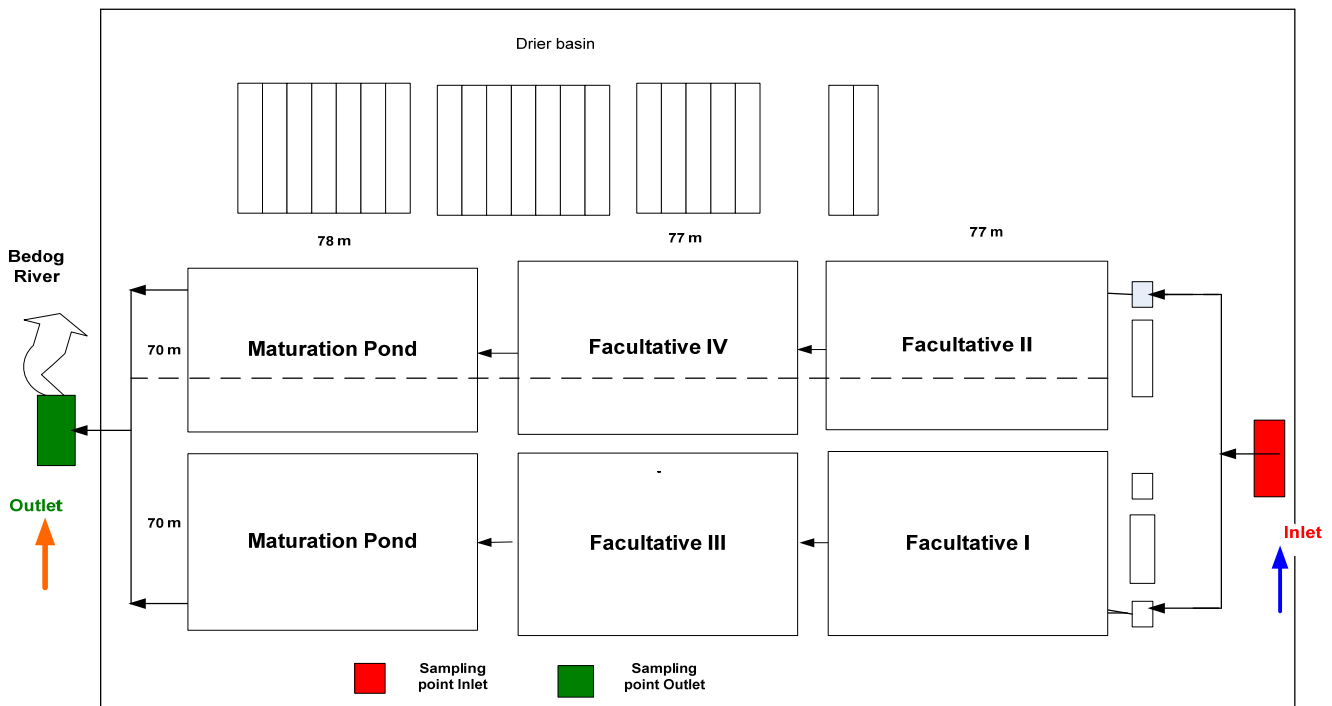 Drier basin
78 m
77 m
77 m
Bedog
River
70 m
Maturation Pond
Facultative IV
Facultative II
Outlet
70 m
Maturation Pond
-
Facultative III
Facultative I
Inlet
Sampling
point Inlet
Sampling
point Outlet